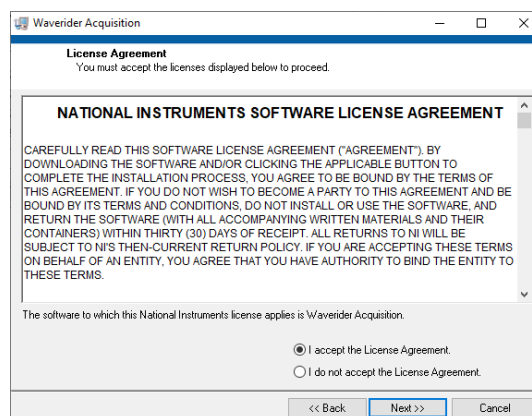 Waverider Acquisition
License Agreement
You must accept the licenses displayed below to proceed.
NATIONAL INSTRUMENTS SOFTWARE LICENSE AGREEMENT
CAREFULLY READ THIS SOFTWARE LICENSE AGREEMENT ("AGREEMENT"). BY
DOWNLOADING THE SOFTWARE AND/OR CLICKING THE APPLICABLE BUTTON TO
COMPLETE THE INSTALLATION PROCESS, YOU AGREE TO BE BOUND BY THE TERMS OF
THIS AGREEMENT. IF YOU DO NOT WISH TO BECOME A PARTY TO THIS AGREEMENT AND BE
BOUND BY ITS TERMS AND CONDITIONS, DO NOT INSTALL OR USE THE SOFTWARE, AND
RETURN THE SOFTWARE (WITH ALL ACCOMPANYING WRITTEN MATERIALS AND THEIR
CONTAINERS) WITHIN THIRTY (30) DAYS OF RECEIPT. ALL RETURNS TO NI WILL BE
SUBJECT TO NI'S THEN-CURRENT RETURN POLICY. IF YOU ARE ACCEPTING THESE TERMS
ON BEHALF OF AN ENTITY, YOU AGREE THAT YOU HAVE AUTHORITY TO BIND THE ENTITY TO
THESE TERMS.
The software to which this National Instruments license applies is Waverider Acquisition.
I accept the License Agreement.
I do not accept the License Agreement.
<< Back Next >> Cancel